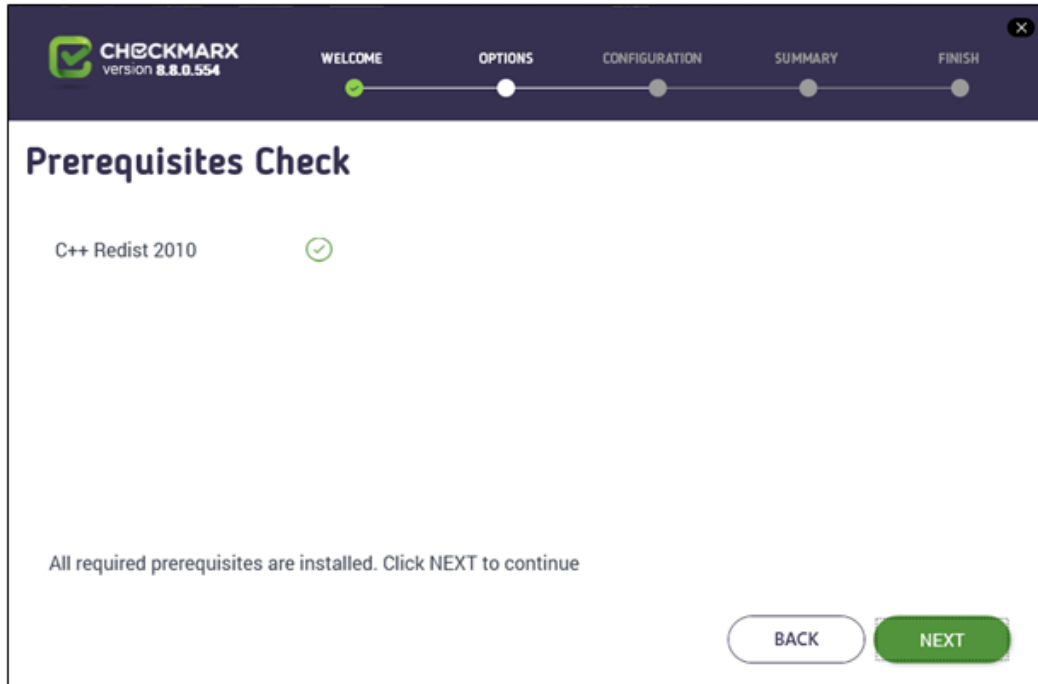 CHECKMARX
version 8.8.0.554
WELCOME
OPTIONS
CONFIGURATION
SUMMARY
FINISH
Prerequisites Check
C++ Redist 2010
All required prerequisites are installed. Click NEXT to continue
BACK
NEXT